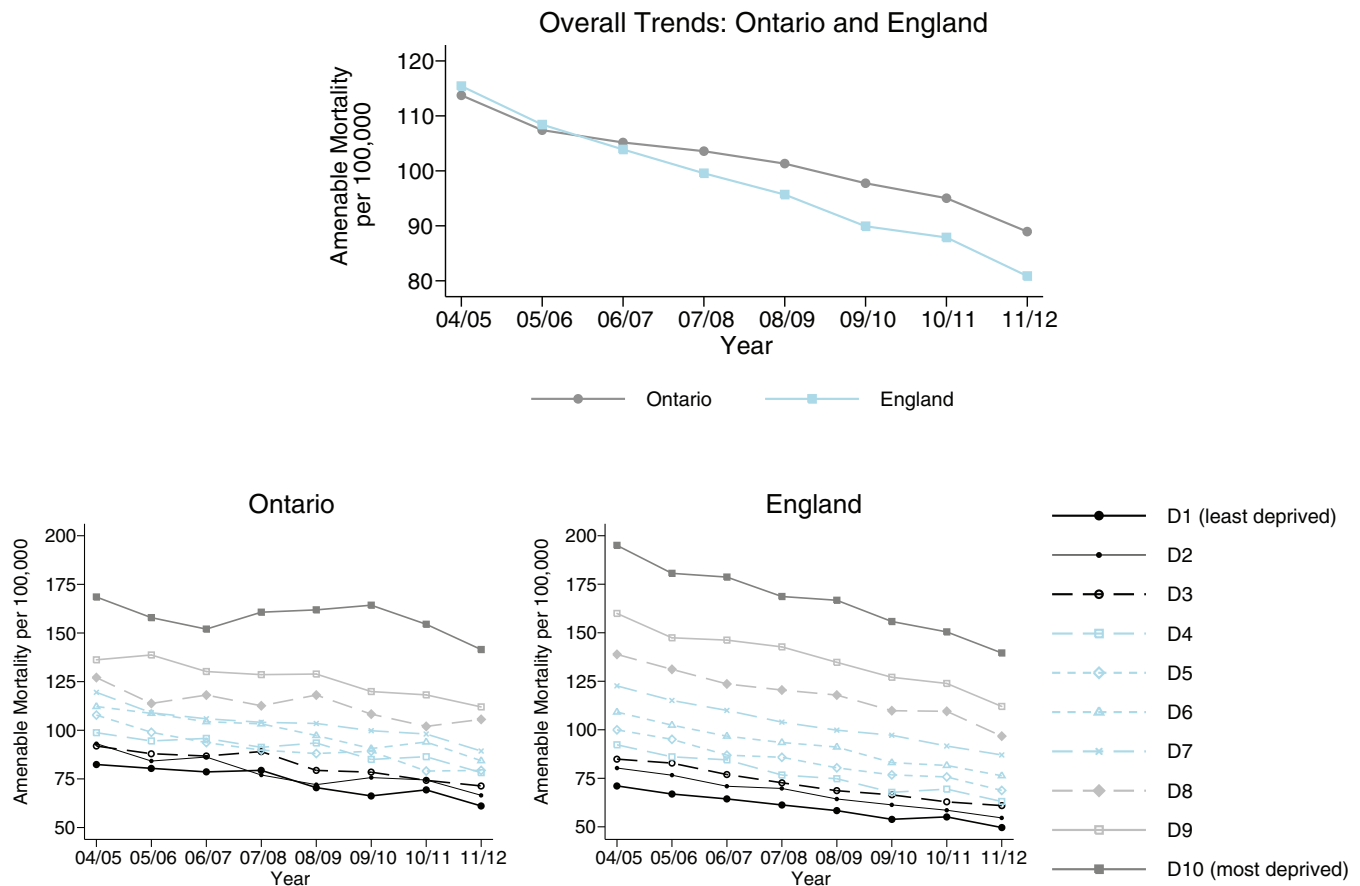 Overall Trends: Ontario and England
Amenable Mortality
per 100,000
120
110
100
90
80
04/05 05/06 06/07 07/08 08/09 09/10 10/11 11/12
Year
Ontario England
Ontario
Amenable Mortality per 100,000
200
175
150
125
100
75
50
04/05 05/06 06/07 07/08 08/09 09/10 10/11 11/12
Year
England
Amenable Mortality per 100,000
200
175
150
125
100
75
50
04/05 05/06 06/07 07/08 08/09 09/10 10/11 11/12
Year
D1 (least deprived)
D2
D3
D4
D5
D6
D7
D8
D9
D10 (most deprived)